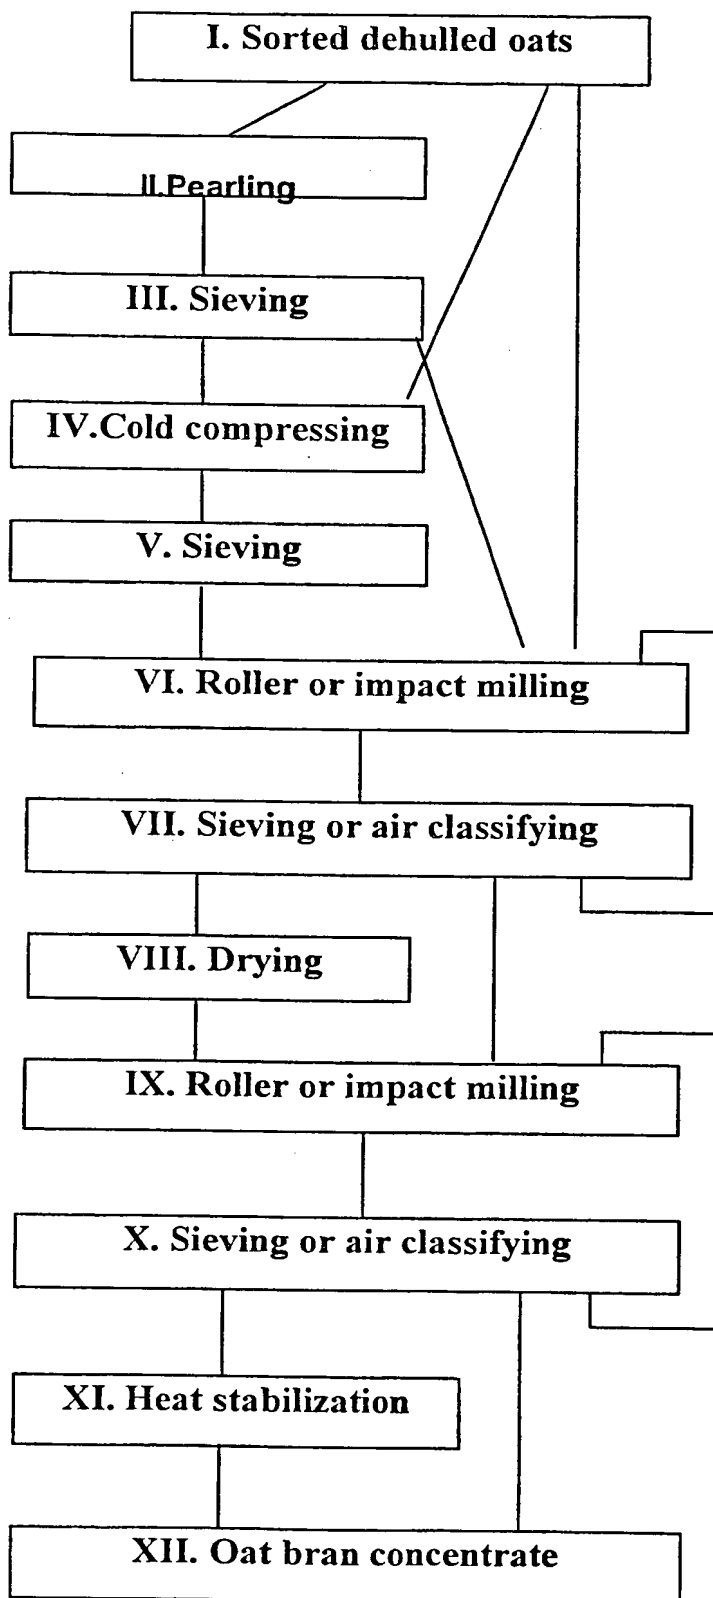 I. Sorted dehulled oats
II.Pearling
III. Sieving
IV.Cold compressing
V. Sieving
VI. Roller or impact milling
VII. Sieving or air classifying
VIII. Drying
IX. Roller or impact milling
X. Sieving or air classifying
XI. Heat stabilization
XII. Oat bran concentrate